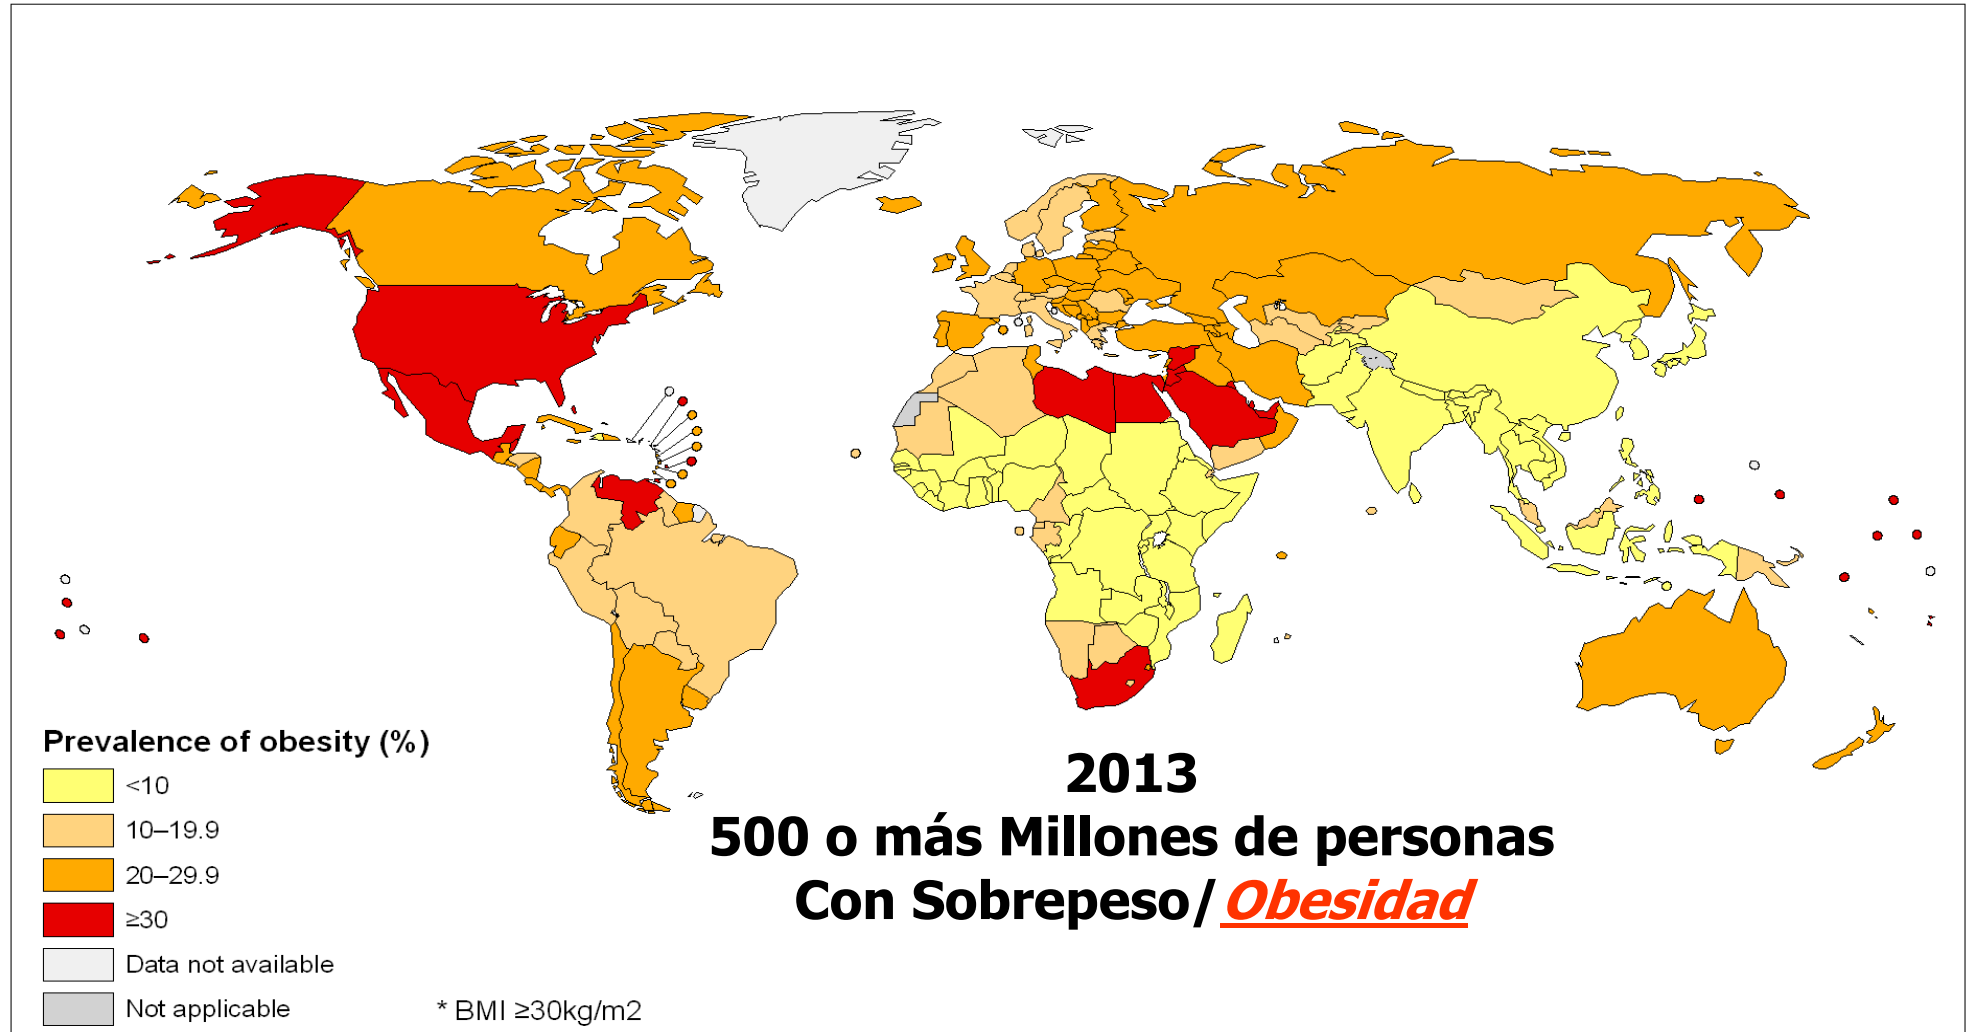 Prevalence of obesity (%)
<10
10–19.9
20–29.9
≥30
Data not available
Not applicable
* BMI ≥30kg/m2
2013
500 o más Millones de personas
Con Sobrepeso/Obesidad